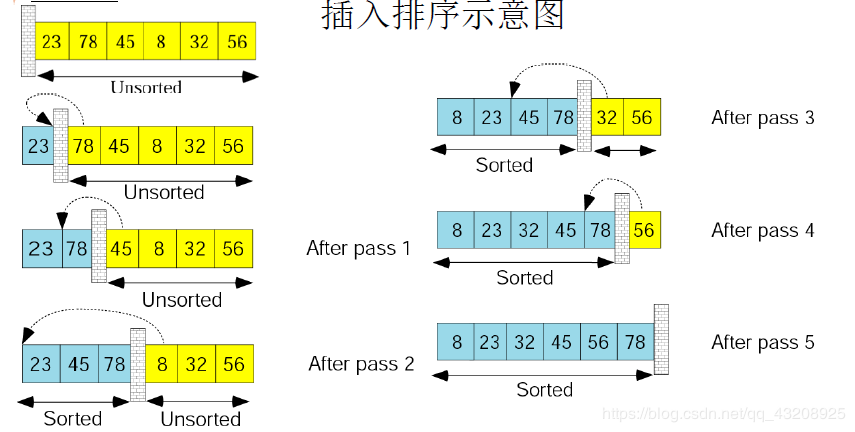 插入排序示意图
23 78 45 8 32 56
Unsorted
23 78 45 8 32 56
Unsorted
23 78 45 8 32 56
After pass 1
Unsorted
23 45 78 8 32 56
After pass 2
Sorted Unsorted
8 23 45 78 32 56
After pass 3
Sorted
8 23 32 45 78 56
After pass 4
Sorted
8 23 32 45 56 78
After pass 5
Sorted
https://blog.csdn.net/qq_43208925